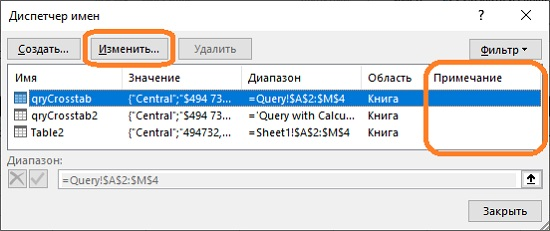 Диспетчер имен
Создать... Изменить... Удалить Фильтр
Имя Значение Диапазон Область Примечание
qryCrosstab {"Central";"$494 73... =Query!$A$2:$M$4 Книга
qryCrosstab2 {"Central";"$494 73... ='Query with Calcu... Книга
Table2 {"Central";"494732,... =Sheet1!$A$2:$M$4 Книга
Диапазон:
=Query!$A$2:$M$4
Закрыть